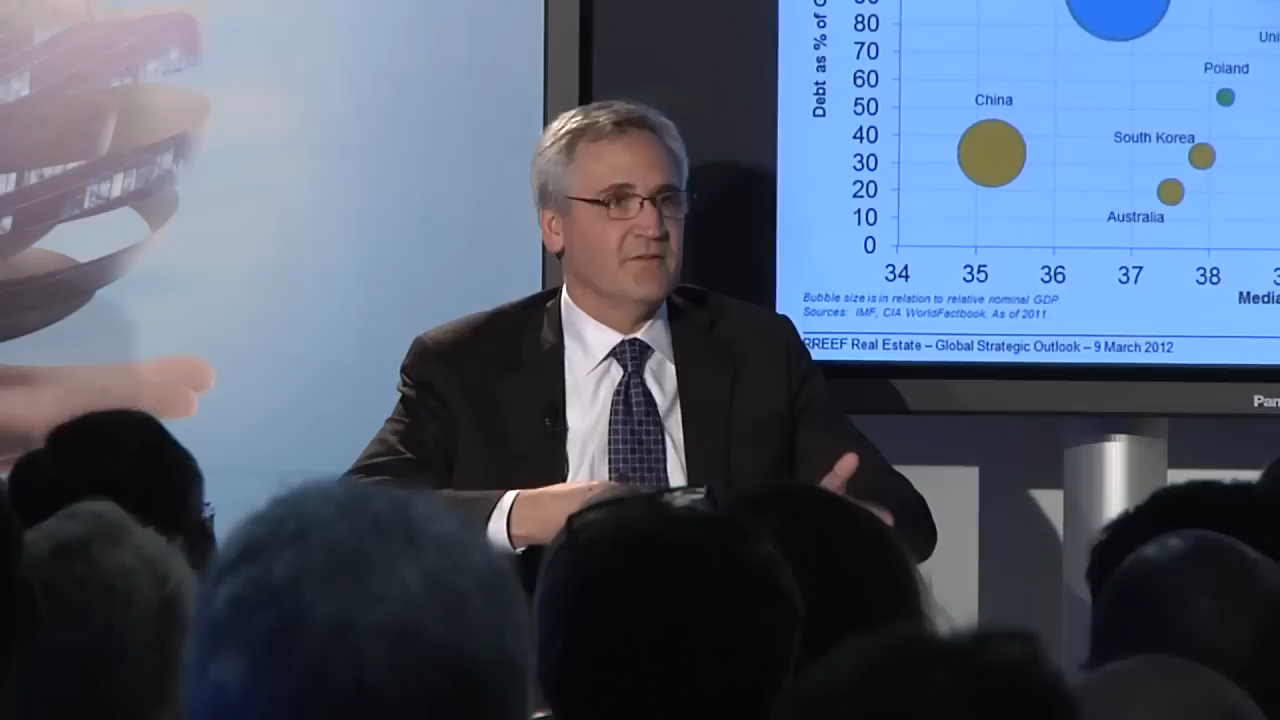 Debt as % of G
80
70
60
50
40
30
20
10
0
China
Poland
South Korea
Australia
34 35 36 37 38
Bubble size is in relation to relative nominal GDP.
Sources: IMF, CIA WorldFactbook. As of 2011.
RREEF Real Estate – Global Strategic Outlook – 9 March 2012